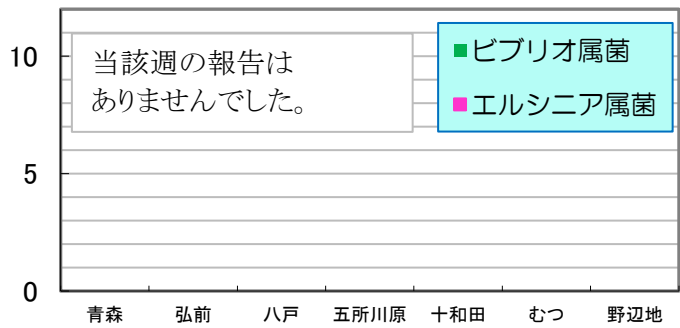 10
5
0
当該週の報告は
ありませんでした。
ビブリオ属菌
エルシニア属菌
青森 弘前 八戸 五所川原 十和田 むつ 野辺地